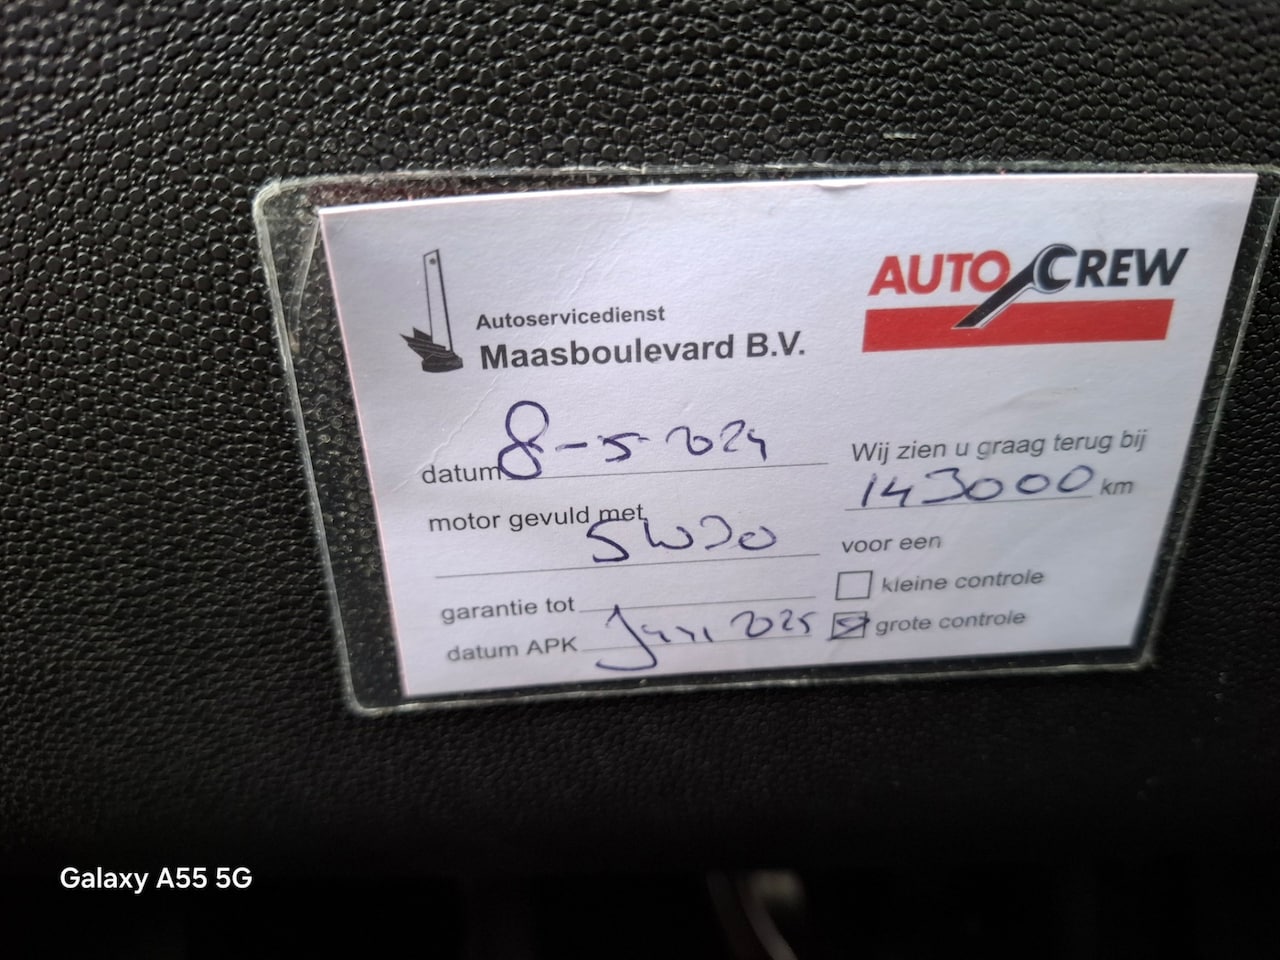 AUTO CREW
Autoservicedienst
Maasboulevard B.V.
datum 8-5-2024
Wij zien u graag terug bij
143000 km
motor gevuld met
5W30
voor een
kleine controle
garantie tot
grote controle
datum APK Juni 2025
Galaxy A55 5G